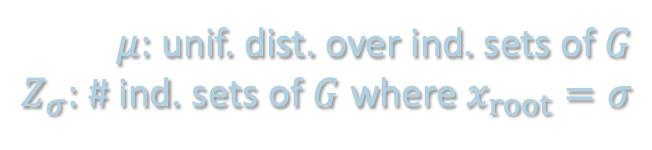 μ: unif. dist. over ind. sets of G
Z_σ: # ind. sets of G where x_root = σ